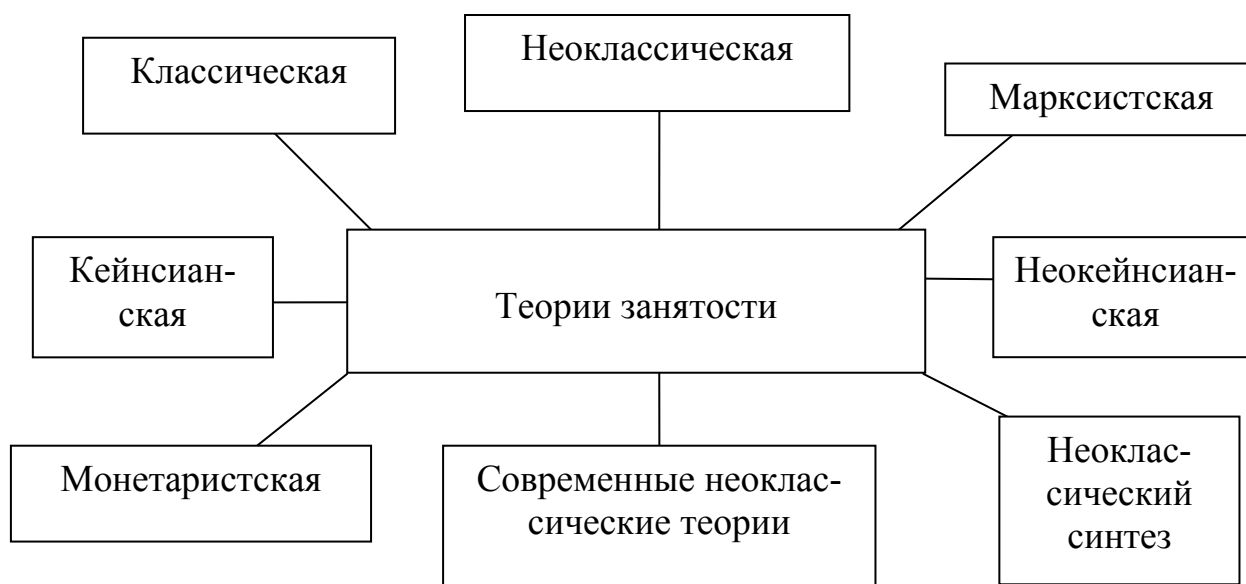 Классическая
Неоклассическая
Марксистская
Кейнсиан-
ская
Теории занятости
Неокейнсиан-
ская
Монетаристская
Современные неоклас-
сические теории
Неоклас-
сический
синтез